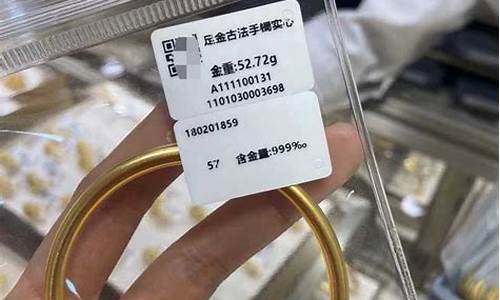 足金古法手镯实心
金重:52.72g
A111100131
1101030003698
180201859
57 含金量:999‰